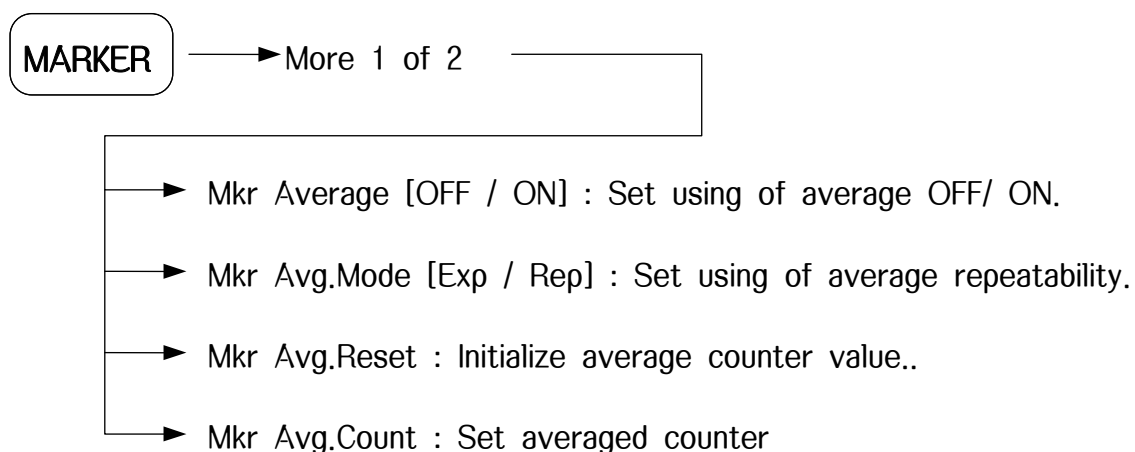 MARKER More 1 of 2
Mkr Average [OFF / ON] : Set using of average OFF/ ON.
Mkr Avg.Mode [Exp / Rep] : Set using of average repeatability.
Mkr Avg.Reset : Initialize average counter value..
Mkr Avg.Count : Set averaged counter